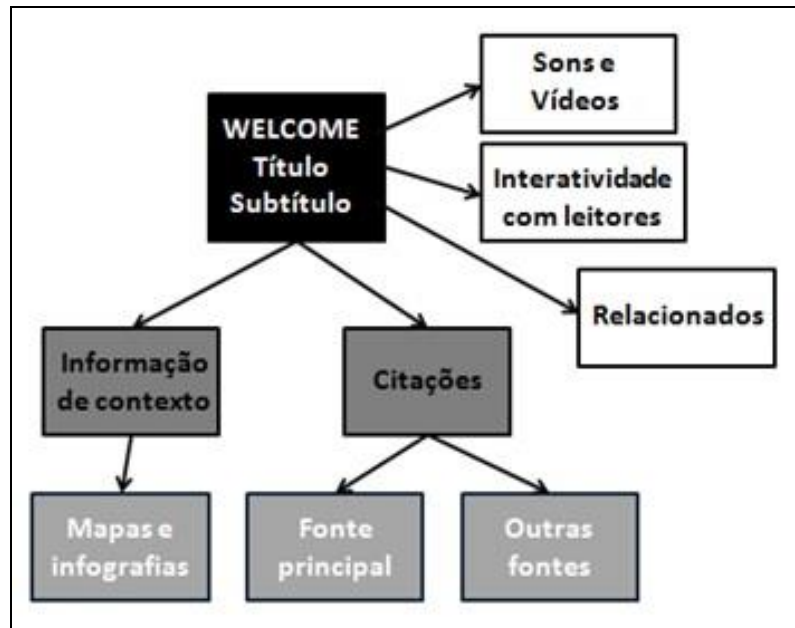 WELCOME
Título
Subtítulo
Sons e
Vídeos
Interatividade
com leitores
Relacionados
Informação
de contexto
Citações
Mapas e
infografias
Fonte
principal
Outras
fontes